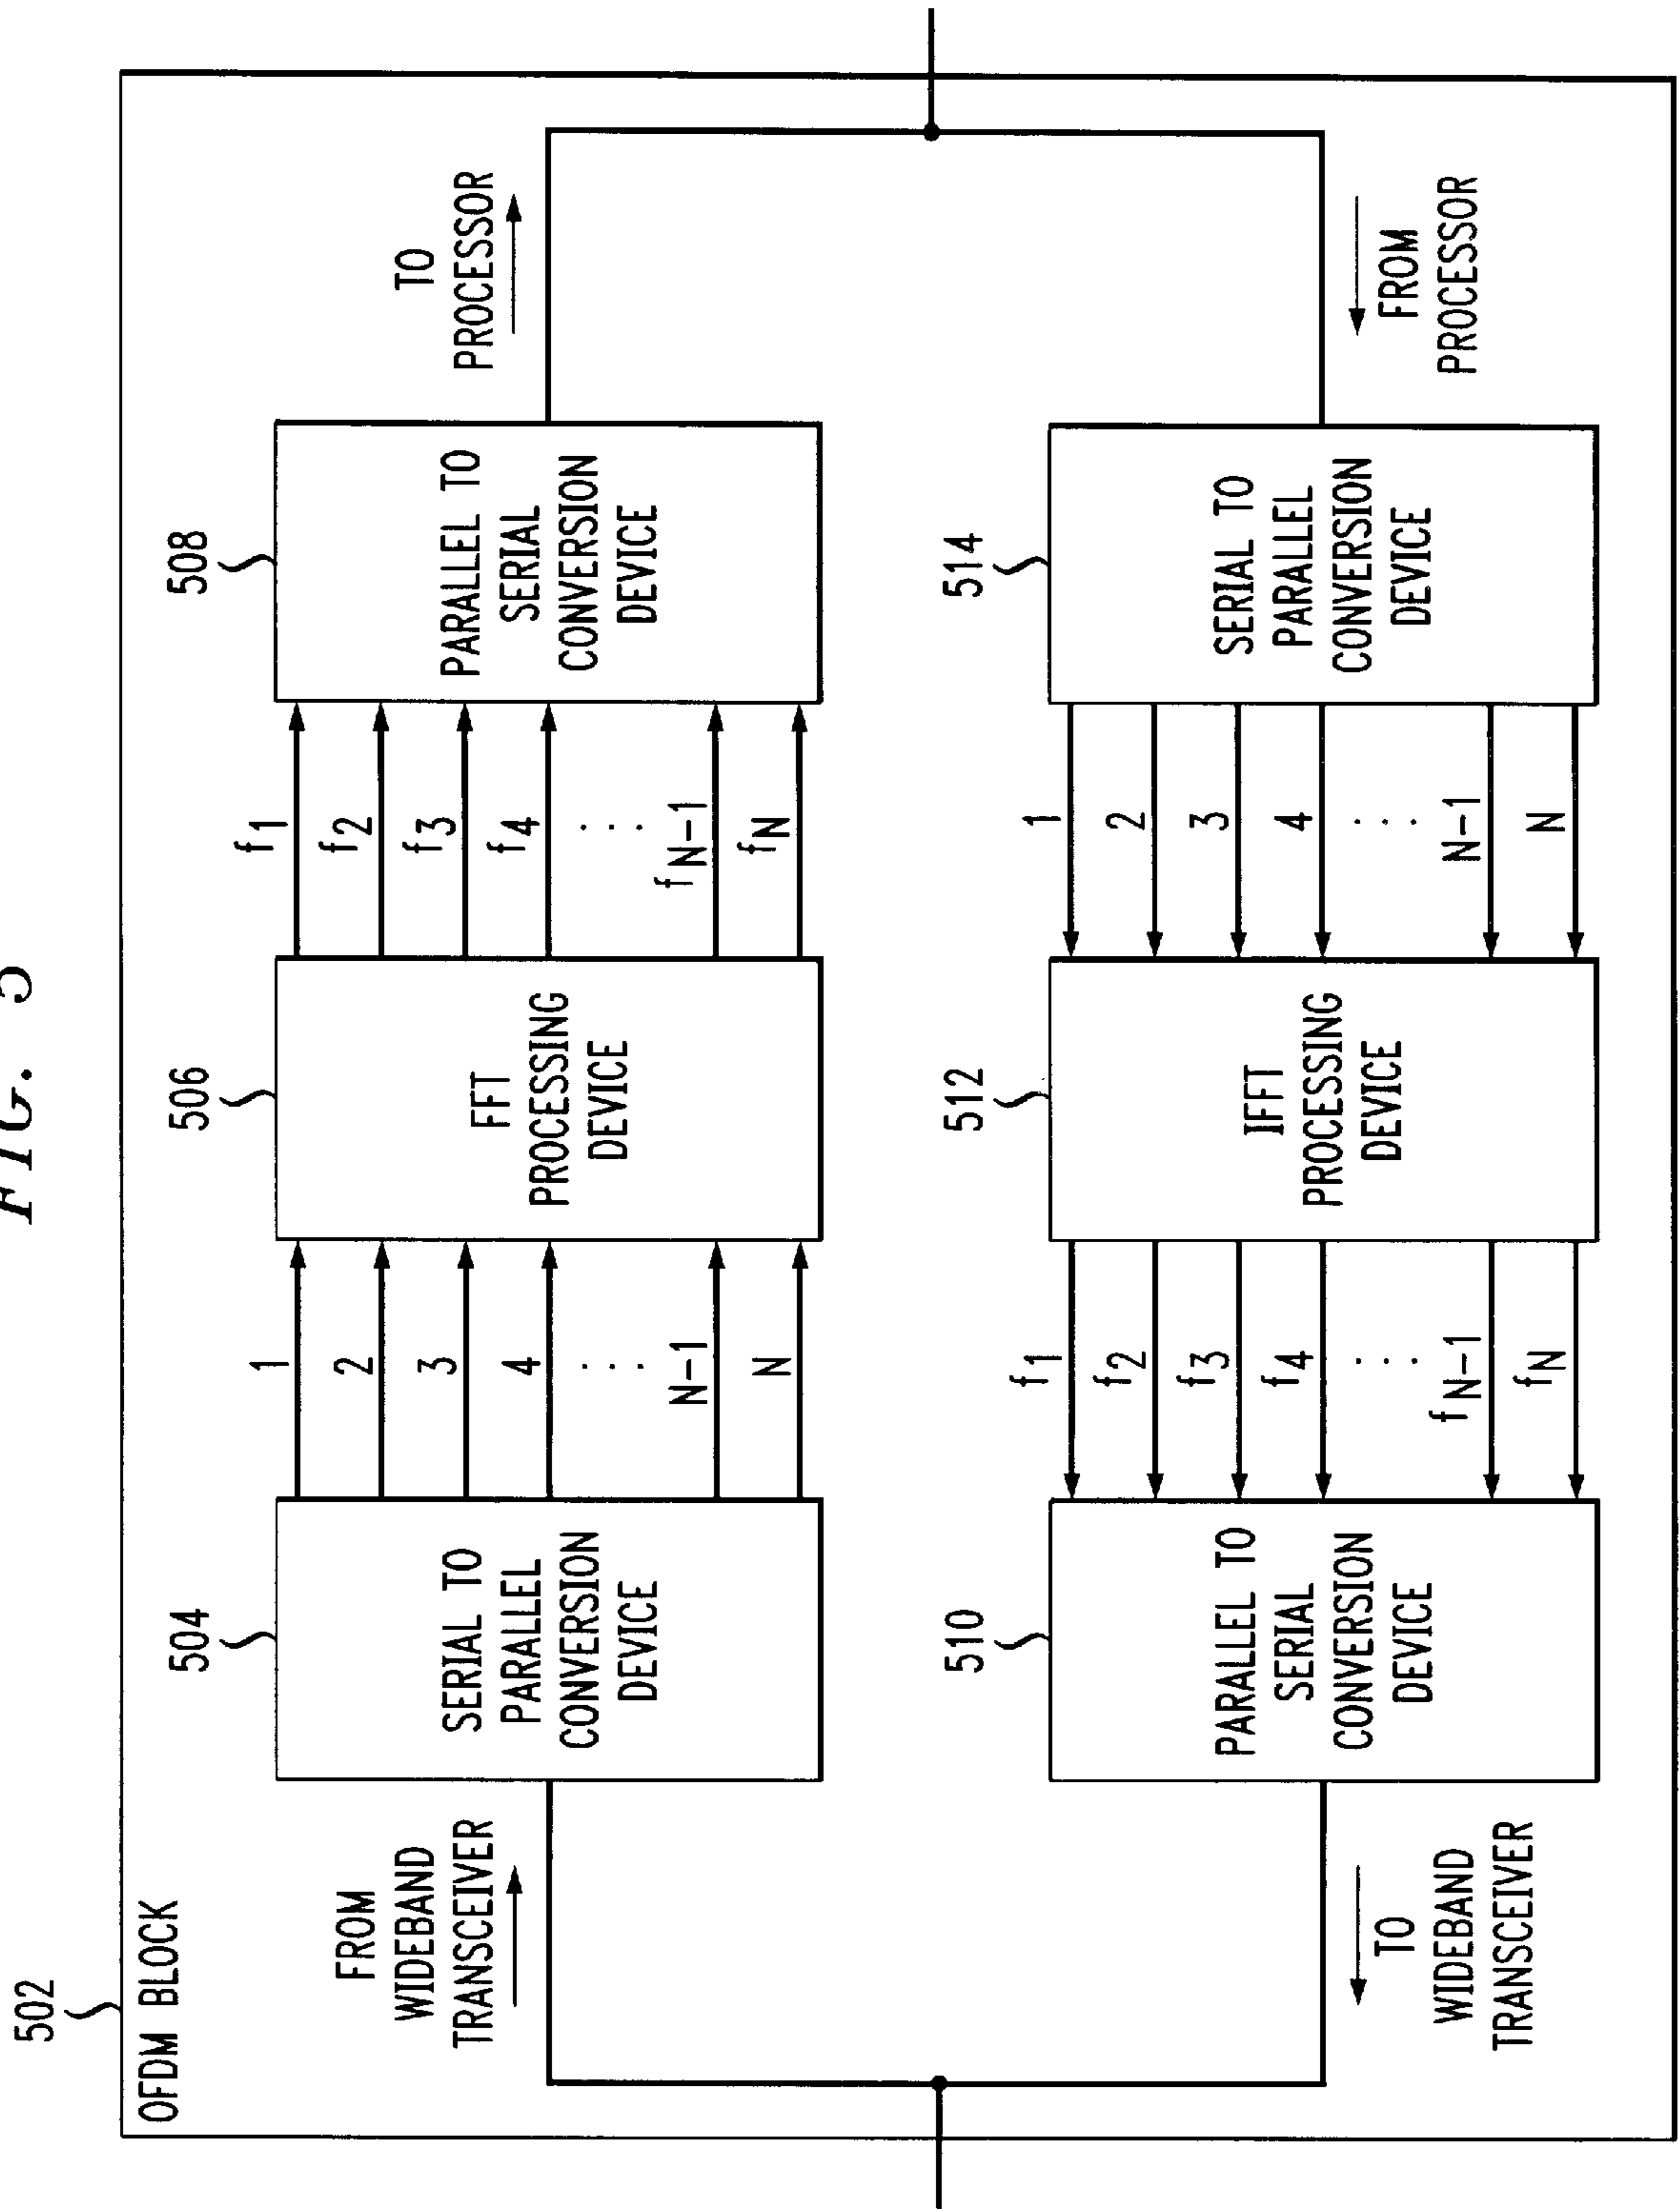 FIG. 5
502
OFDM BLOCK
FROM
WIDEBAND
TRANSCEIVER
504
SERIAL TO
PARALLEL
CONVERSION
DEVICE
1
2
3
4
...
N-1
N
506
FFT
PROCESSING
DEVICE
f1
f2
f3
f4
...
fN-1
fN
508
PARALLEL TO
SERIAL
CONVERSION
DEVICE
TO
PROCESSOR
TO
WIDEBAND
TRANSCEIVER
510
PARALLEL TO
SERIAL
CONVERSION
DEVICE
f1
f2
f3
f4
...
fN-1
fN
512
IFFT
PROCESSING
DEVICE
1
2
3
4
...
N-1
N
514
SERIAL TO
PARALLEL
CONVERSION
DEVICE
FROM
PROCESSOR